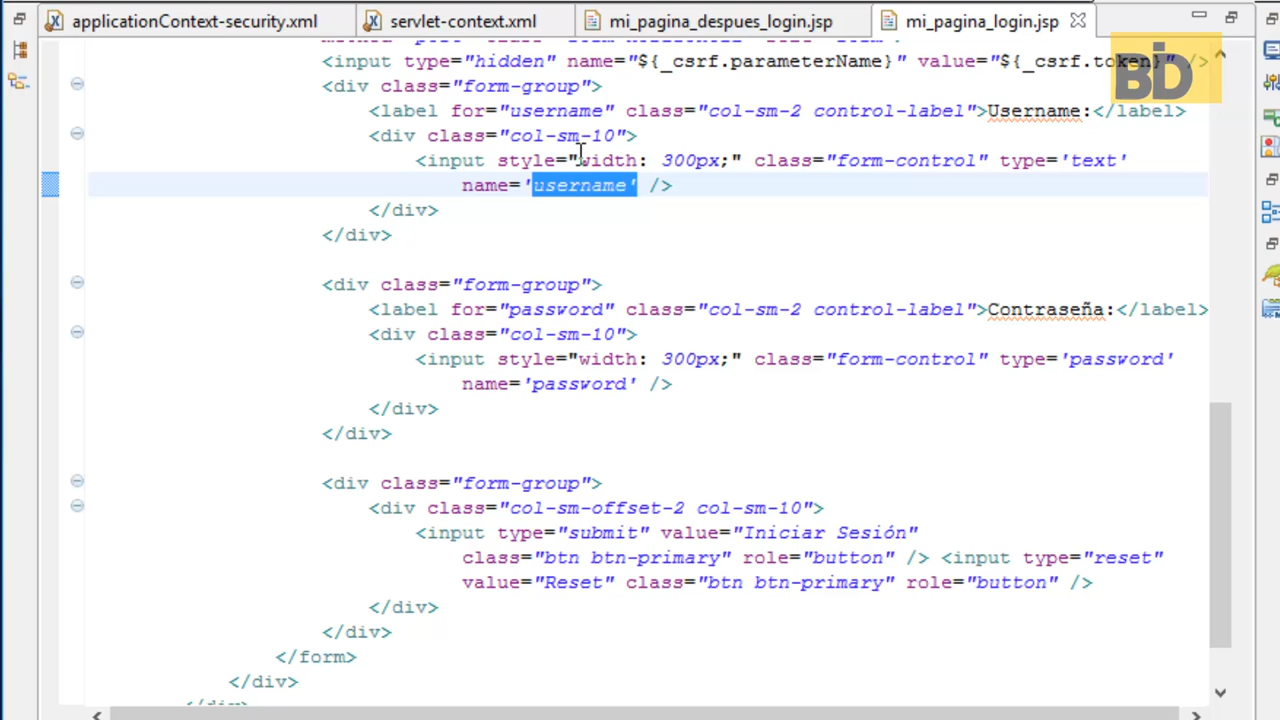 applicationContext-security.xml
servlet-context.xml
mi_pagina_despues_login.jsp
mi_pagina_login.jsp
<input type="hidden" name="${_csrf.parameterName}" value="${_csrf.token}" />
BD
<div class="form-group">
<label for="username" class="col-sm-2 control-label">Username:</label>
<div class="col-sm-10">
<input style="width: 300px;" class="form-control" type='text'
name='username' />
</div>
</div>
<div class="form-group">
<label for="password" class="col-sm-2 control-label">Contraseña:</label>
<div class="col-sm-10">
<input style="width: 300px;" class="form-control" type='password'
name='password' />
</div>
</div>
<div class="form-group">
<div class="col-sm-offset-2 col-sm-10">
<input type="submit" value="Iniciar Sesión"
class="btn btn-primary" role="button" /> <input type="reset"
value="Reset" class="btn btn-primary" role="button" />
</div>
</div>
</form>
</div>